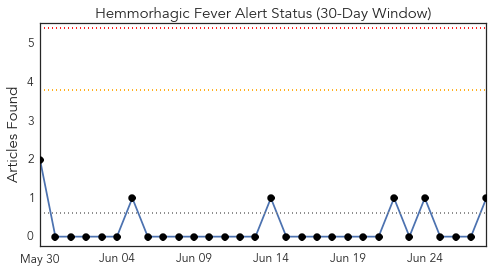 Hemmorhagic Fever Alert Status (30-Day Window)
Articles Found
5
4
3
2
1
0
May 30
Jun 04
Jun 09
Jun 14
Jun 19
Jun 24